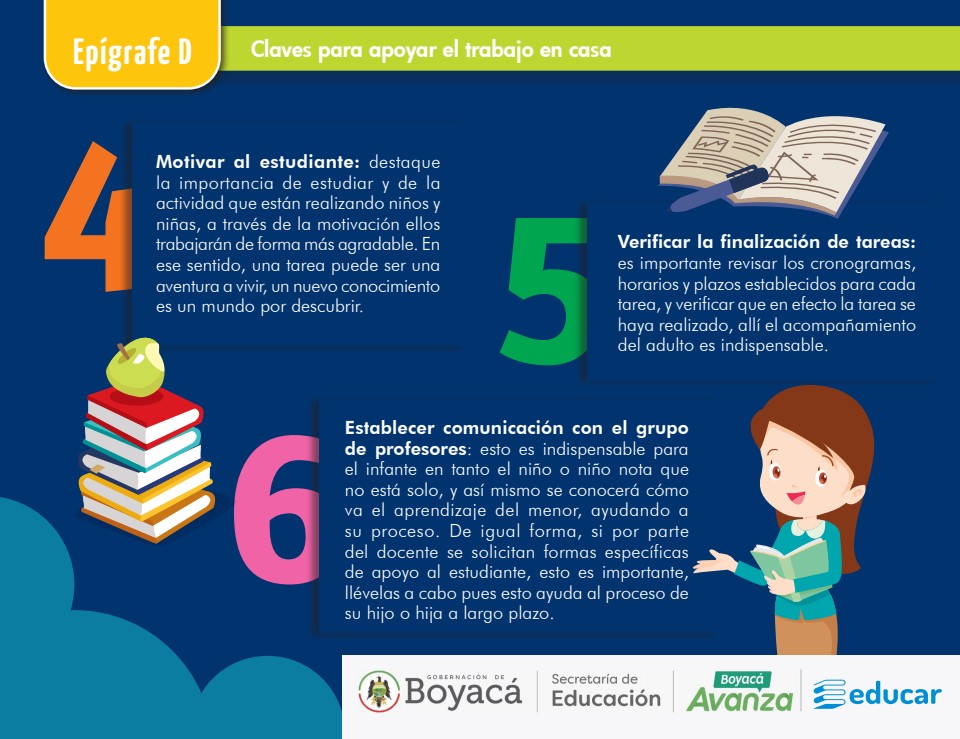 Epígrafe D
Claves para apoyar el trabajo en casa
4
Motivar al estudiante: destaque
la importancia de estudiar y de la
actividad que están realizando niños y
niñas, a través de la motivación ellos
trabajarán de forma más agradable. En
ese sentido, una tarea puede ser una
aventura a vivir, un nuevo conocimiento
es un mundo por descubrir.
5
Verificar la finalización de tareas:
es importante revisar los cronogramas,
horarios y plazos establecidos para cada
tarea, y verificar que en efecto la tarea se
haya realizado, allí el acompañamiento
del adulto es indispensable.
6
Establecer comunicación con el grupo
de profesores: esto es indispensable para
el infante en tanto el niño o niño nota que
no está solo, y así mismo se conocerá cómo
va el aprendizaje del menor, ayudando a
su proceso. De igual forma, si por parte
del docente se solicitan formas específicas
de apoyo al estudiante, esto es importante,
llévelas a cabo pues esto ayuda al proceso de
su hijo o hija a largo plazo.
GOBERNACIÓN DE
Boyacá
Secretaría de
Educación
Boyacá
Avanza
educar